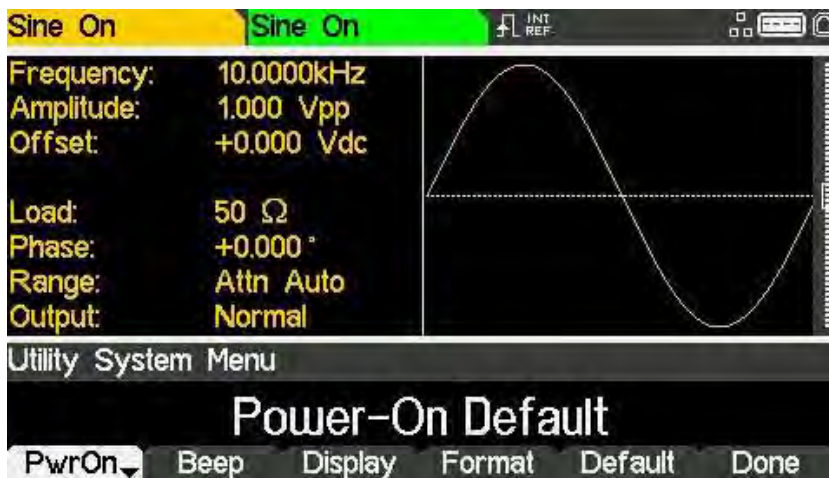 Sine On
Sine On
INT REF
Frequency: 10.0000kHz
Amplitude: 1.000 Vpp
Offset: +0.000 Vdc
Load: 50 Ω
Phase: +0.000°
Range: Attn Auto
Output: Normal
Utility System Menu
Power-On Default
PwrOn Beep Display Format Default Done